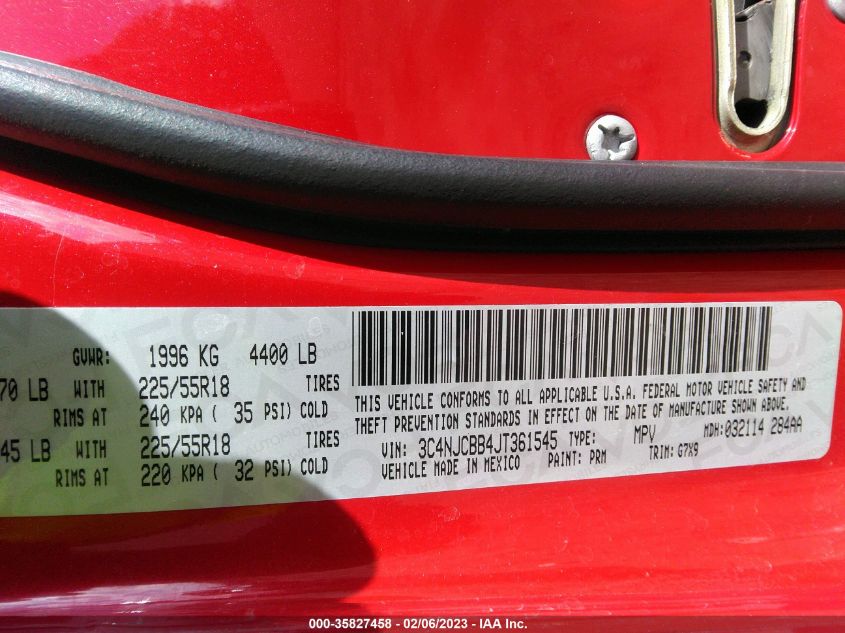 GVWR: 1996 KG 4400 LB
70 LB WITH 225/55R18 TIRES
RIMS AT 240 KPA ( 35 PSI) COLD
45 LB WITH 225/55R18 TIRES
RIMS AT 220 KPA ( 32 PSI) COLD
THIS VEHICLE CONFORMS TO ALL APPLICABLE U.S.A. FEDERAL MOTOR VEHICLE SAFETY AND
THEFT PREVENTION STANDARDS IN EFFECT ON THE DATE OF MANUFACTURE SHOWN ABOVE.
VIN: 3C4NJCBB4JT361545 TYPE: MPV MDH: 032114 284AA
VEHICLE MADE IN MEXICO PAINT: PRM TRIM: G7X9
000-35827458 - 02/06/2023 - IAA Inc.